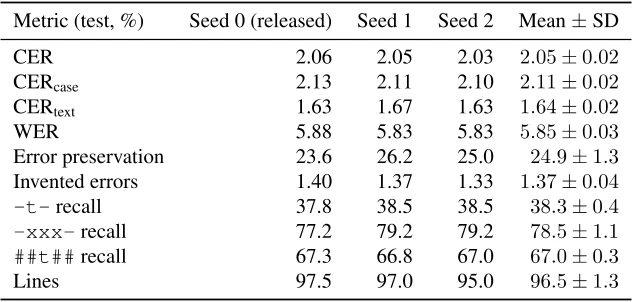 Metric (test, %) Seed 0 (released) Seed 1 Seed 2 Mean ± SD
CER 2.06 2.05 2.03 2.05 ± 0.02
CERcase 2.13 2.11 2.10 2.11 ± 0.02
CERtext 1.63 1.67 1.63 1.64 ± 0.02
WER 5.88 5.83 5.83 5.85 ± 0.03
Error preservation 23.6 26.2 25.0 24.9 ± 1.3
Invented errors 1.40 1.37 1.33 1.37 ± 0.04
-t- recall 37.8 38.5 38.5 38.3 ± 0.4
-xxx- recall 77.2 79.2 79.2 78.5 ± 1.1
##t## recall 67.3 66.8 67.0 67.0 ± 0.3
Lines 97.5 97.0 95.0 96.5 ± 1.3